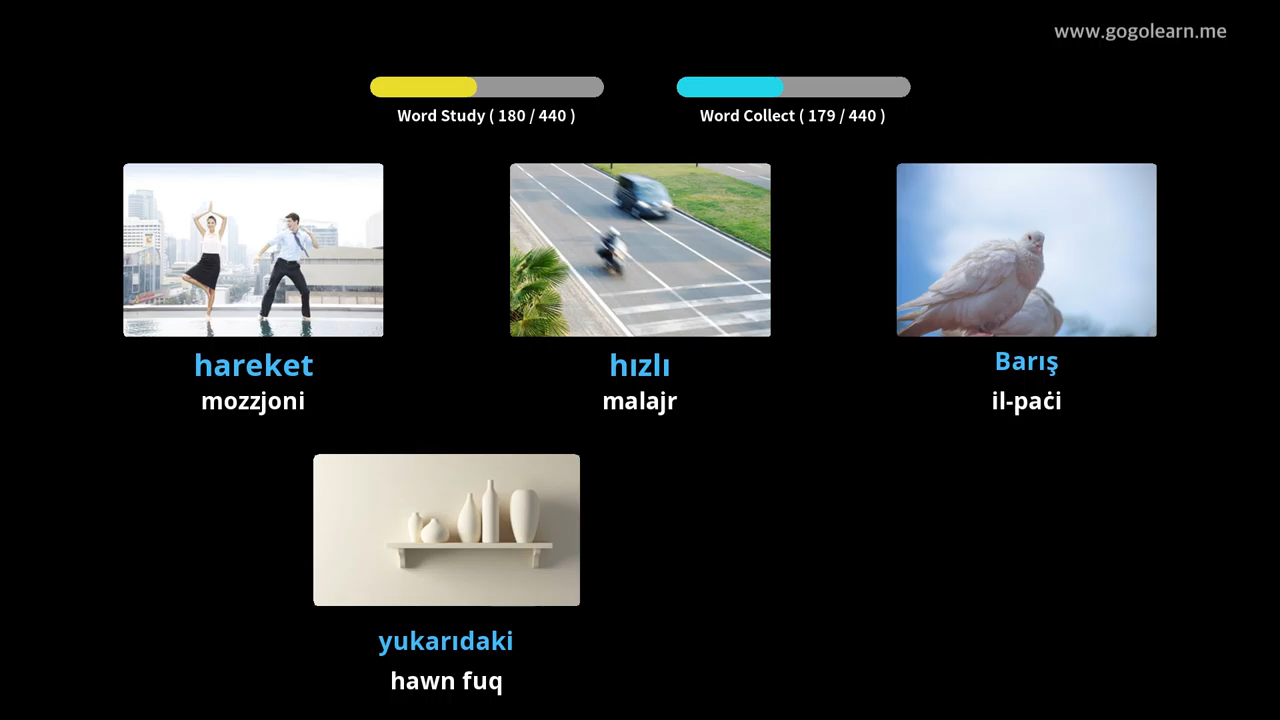 www.gogolearn.me
Word Study ( 180 / 440 )
Word Collect ( 179 / 440 )
hareket
mozzjoni
hızlı
malajr
Barış
il-paċi
yukarıdaki
hawn fuq